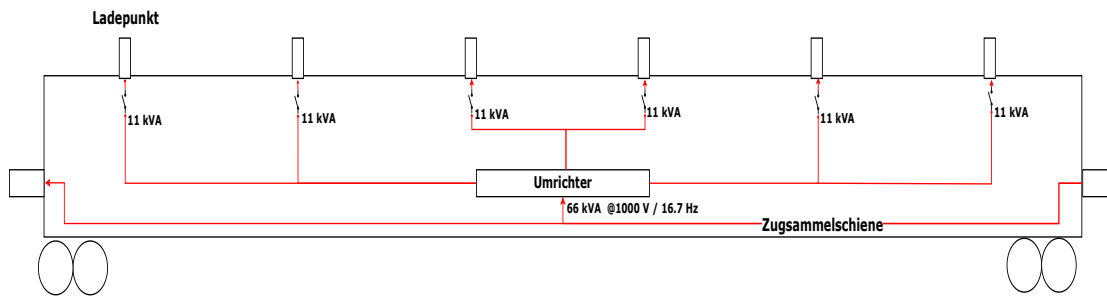 Ladepunkt
11 kVA
11 kVA
11 kVA
11 kVA
11 kVA
11 kVA
Umrichter
66 kVA @1000 V / 16.7 Hz
Zugsammelschiene